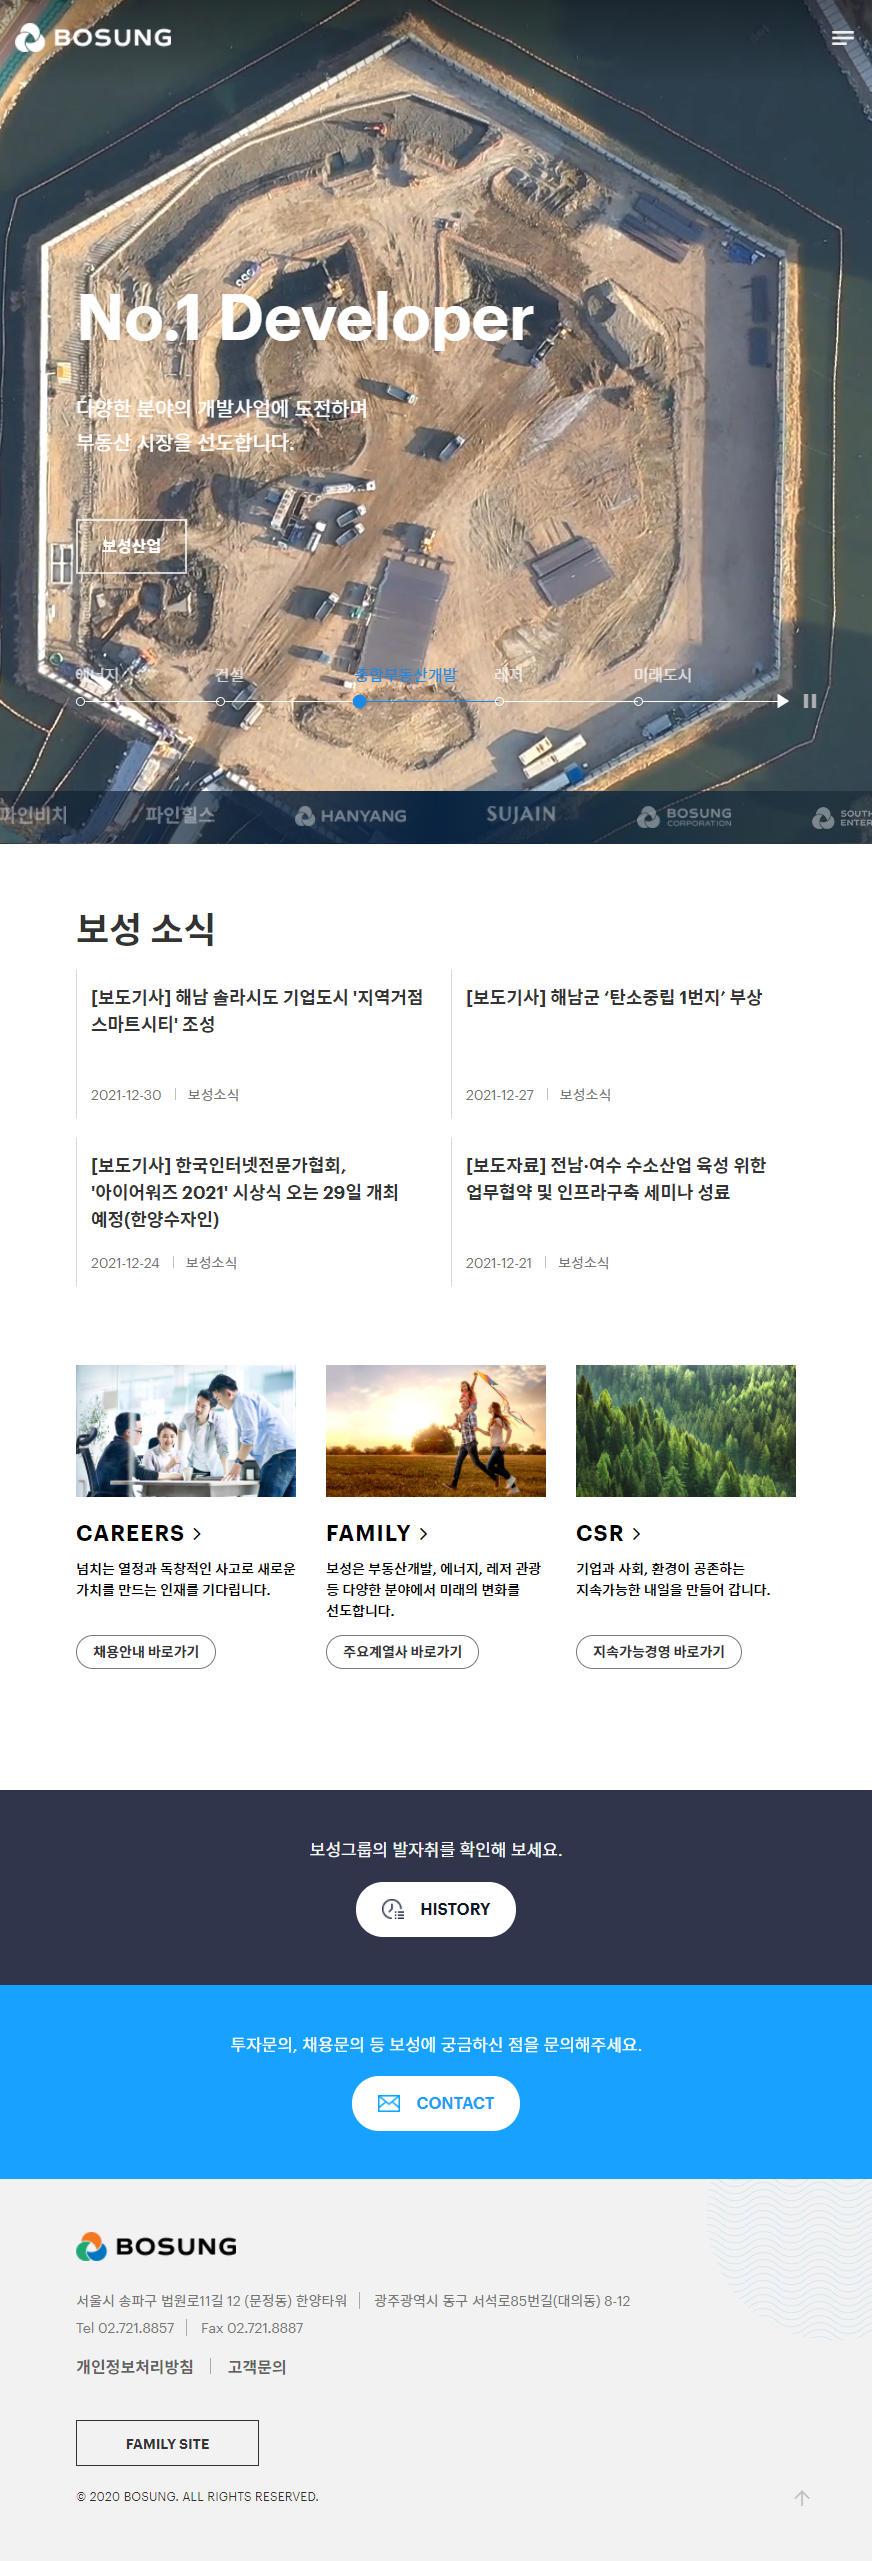 BOSUNG
No.1 Developer
다양한 분야의 개발사업에 도전하며
부동산 시장을 선도합니다.
보성산업
에너지
건설
종합부동산개발
레저
미래도시
파인비치
파인힐스
HANYANG
SUJAIN
BOSUNG
CORPORATION
SOUTH
ENTER
보성 소식
[보도기사] 해남 솔라시도 기업도시 '지역거점
스마트시티' 조성
2021-12-30 보성소식
[보도기사] 해남군 ‘탄소중립 1번지’ 부상
2021-12-27 보성소식
[보도기사] 한국인터넷전문가협회,
'아이어워즈 2021' 시상식 오는 29일 개최
예정(한양수자인)
2021-12-24 보성소식
[보도자료] 전남·여수 수소산업 육성 위한
업무협약 및 인프라구축 세미나 성료
2021-12-21 보성소식
CAREERS
넘치는 열정과 독창적인 사고로 새로운
가치를 만드는 인재를 기다립니다.
채용안내 바로가기
FAMILY
보성은 부동산개발, 에너지, 레저 관광
등 다양한 분야에서 미래의 변화를
선도합니다.
주요계열사 바로가기
CSR
기업과 사회, 환경이 공존하는
지속가능한 내일을 만들어 갑니다.
지속가능경영 바로가기
보성그룹의 발자취를 확인해 보세요.
HISTORY
투자문의, 채용문의 등 보성에 궁금하신 점을 문의해주세요.
CONTACT
BOSUNG
서울시 송파구 법원로11길 12 (문정동) 한양타워 광주광역시 동구 서석로85번길(대의동) 8-12
Tel 02.721.8857 Fax 02.721.8887
개인정보처리방침 고객문의
FAMILY SITE
© 2020 BOSUNG. ALL RIGHTS RESERVED.